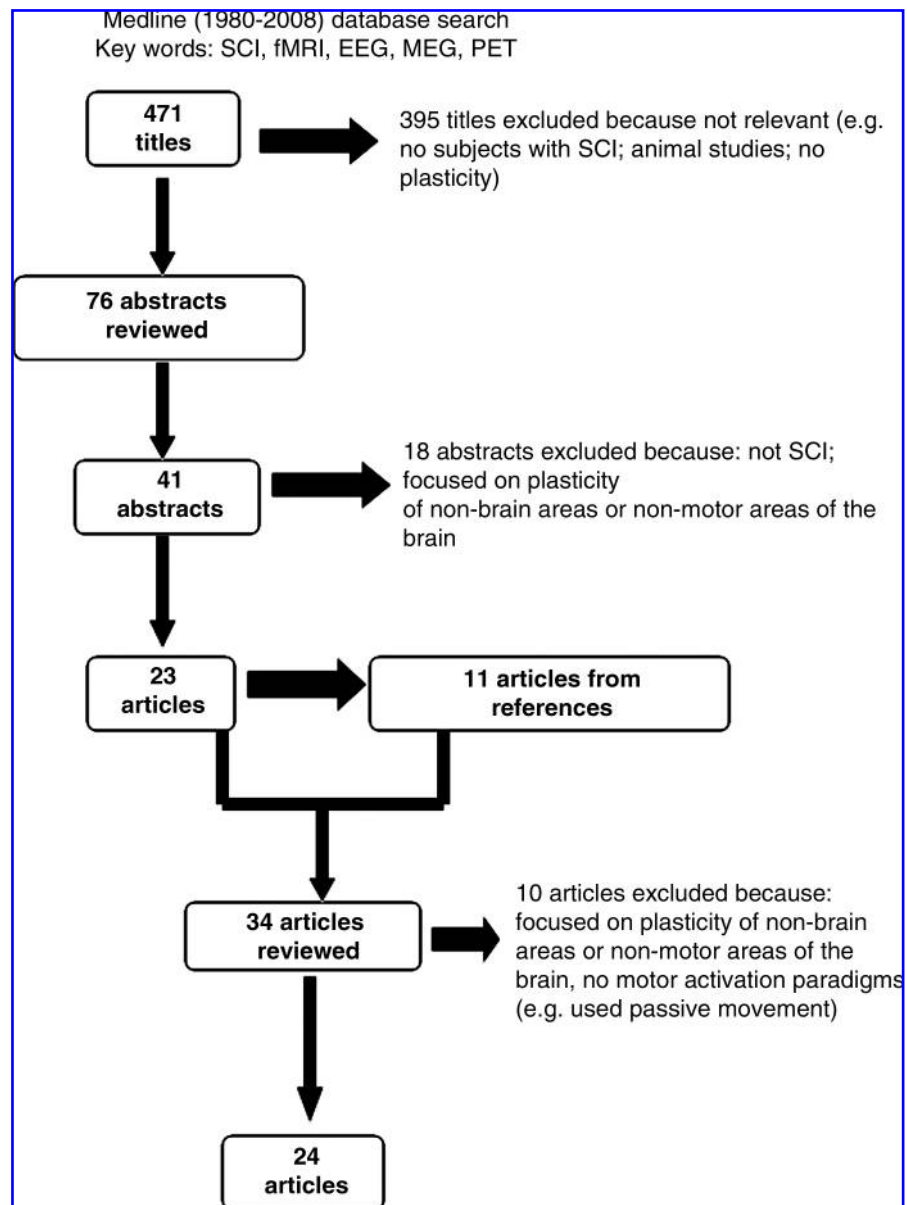 Medline (1980-2008) database search
Key words: SCI, fMRI, EEG, MEG, PET
471
titles
395 titles excluded because not relevant (e.g.
no subjects with SCI; animal studies; no
plasticity)
76 abstracts
reviewed
41
abstracts
18 abstracts excluded because: not SCI;
focused on plasticity
of non-brain areas or non-motor areas of the
brain
23
articles
11 articles from
references
34 articles
reviewed
10 articles excluded because:
focused on plasticity of non-brain
areas or non-motor areas of the
brain, no motor activation paradigms
(e.g. used passive movement)
24
articles